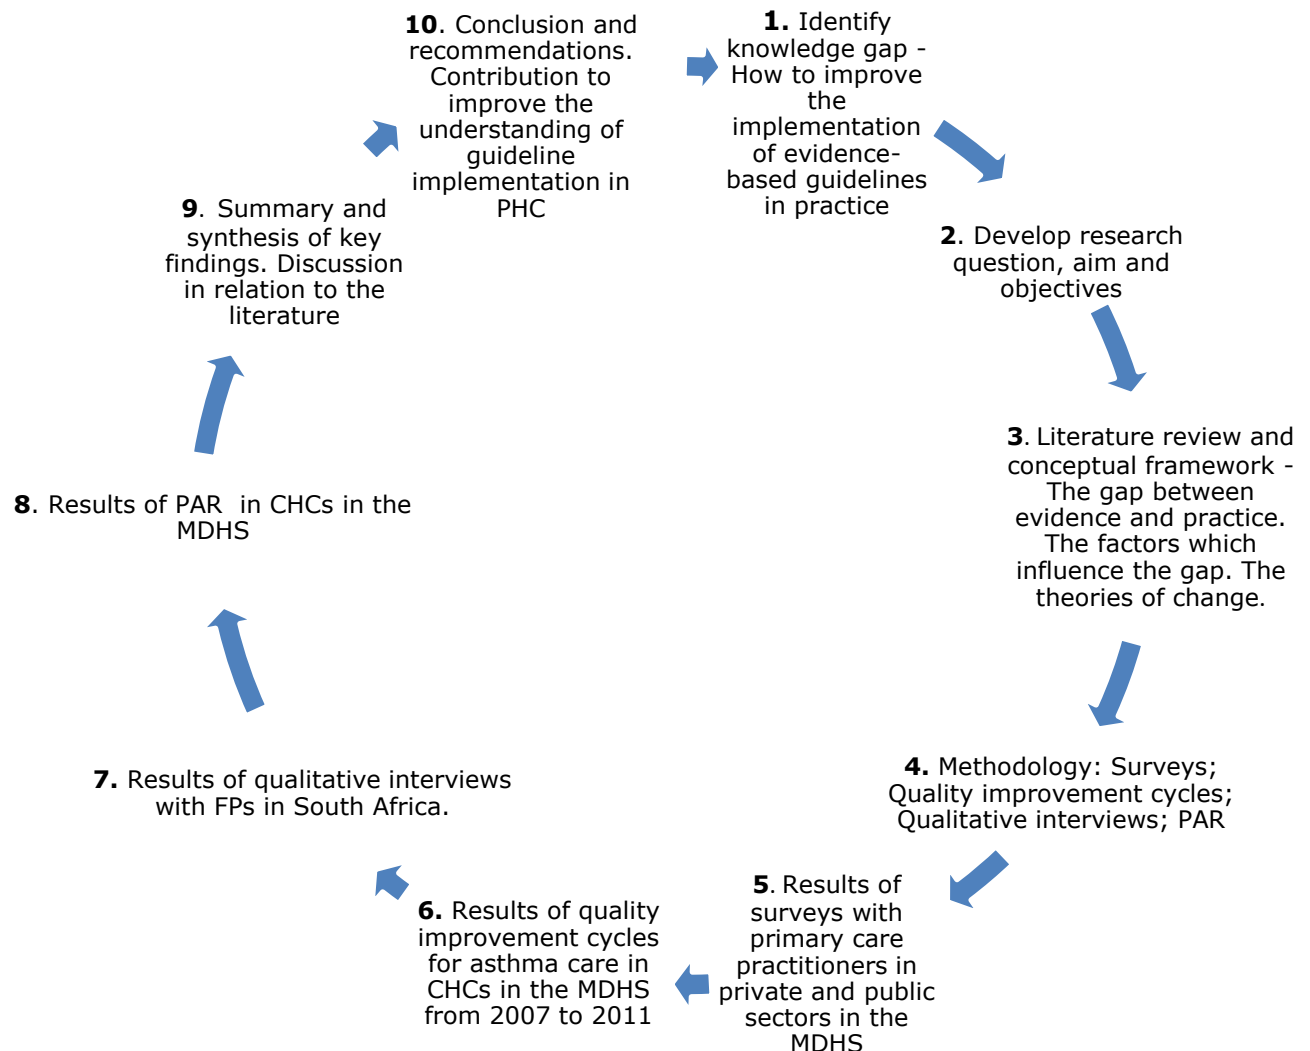 1. Identify
knowledge gap -
How to improve
the
implementation
of evidence-
based guidelines
in practice
2. Develop research
question, aim and
objectives
3. Literature review and
conceptual framework -
The gap between
evidence and practice.
The factors which
influence the gap. The
theories of change.
4. Methodology: Surveys;
Quality improvement cycles;
Qualitative interviews; PAR
5. Results of
surveys with
primary care
practitioners in
private and public
sectors in the
MDHS
6. Results of quality
improvement cycles
for asthma care in
CHCs in the MDHS
from 2007 to 2011
7. Results of qualitative interviews
with FPs in South Africa.
8. Results of PAR in CHCs in the
MDHS
9. Summary and
synthesis of key
findings. Discussion
in relation to the
literature
10. Conclusion and
recommendations.
Contribution to
improve the
understanding of
guideline
implementation in
PHC